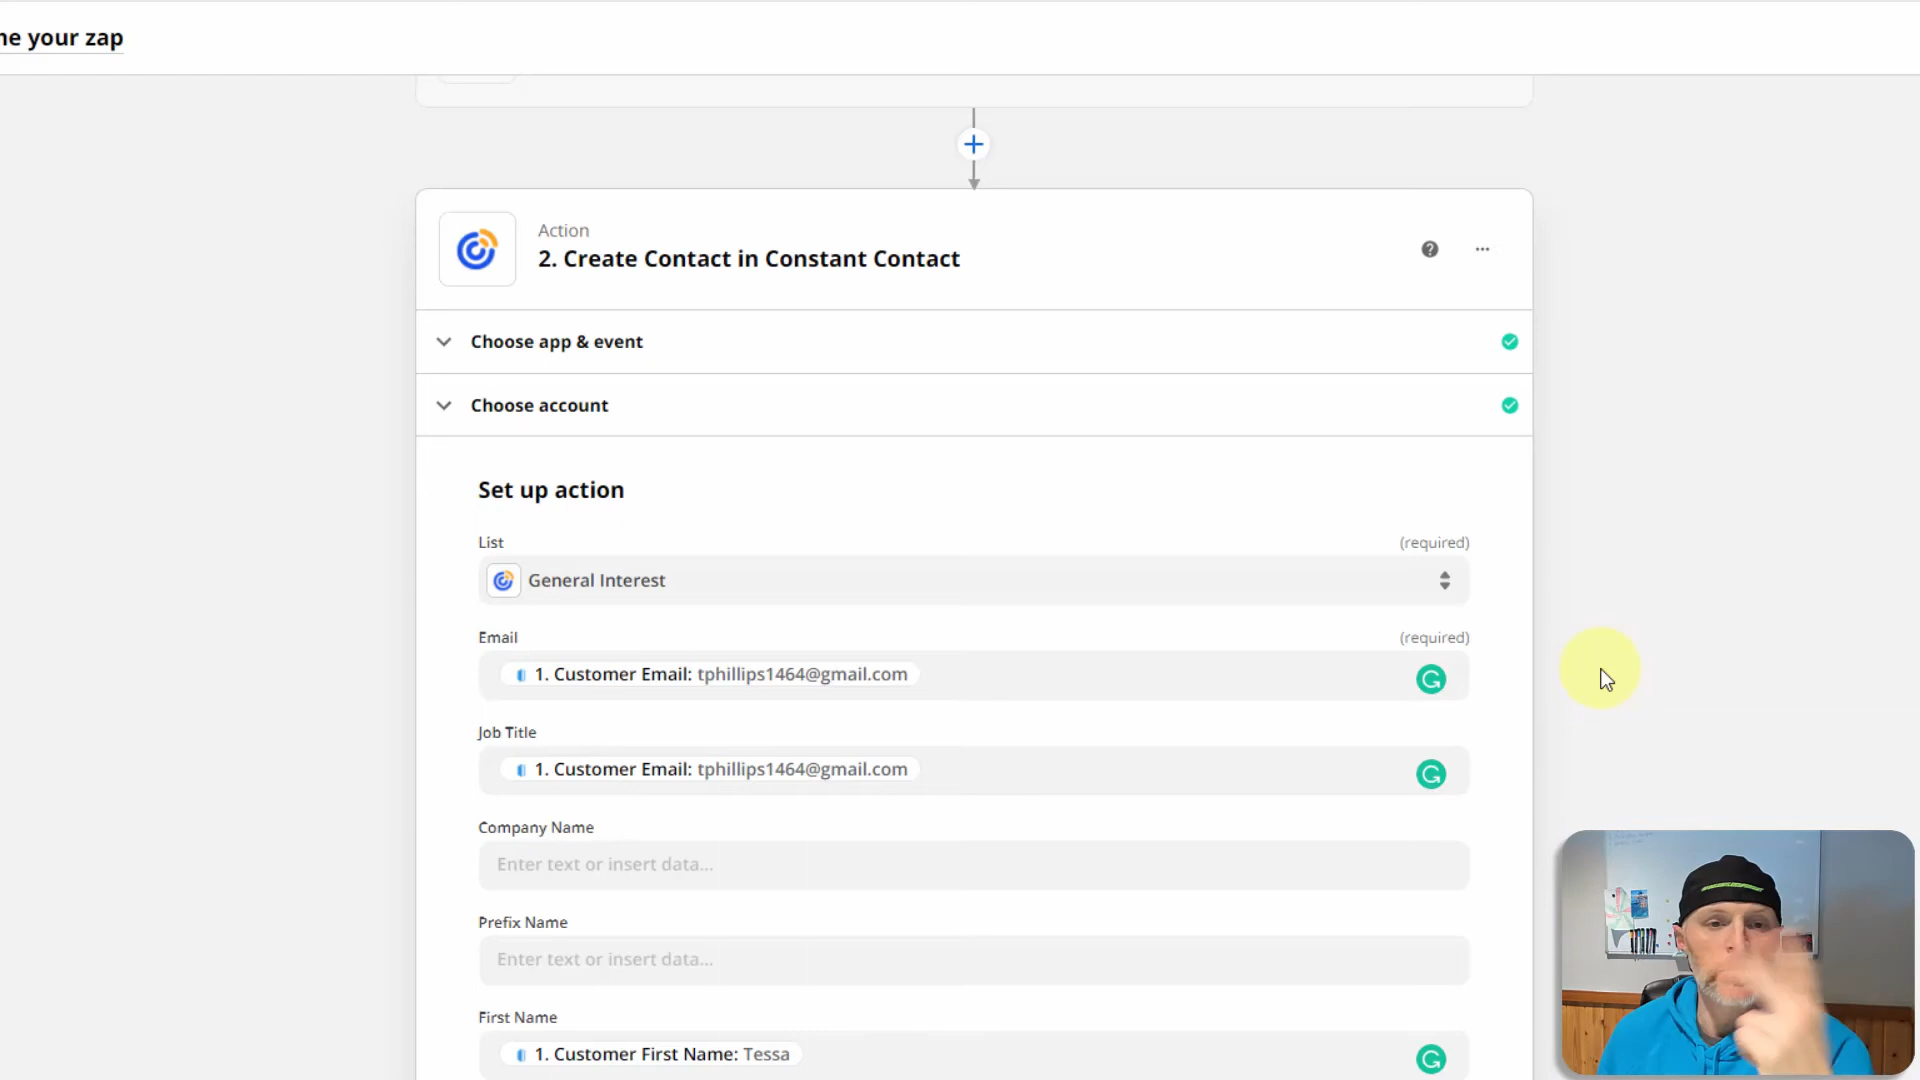 ne your zap
Action
2. Create Contact in Constant Contact
Choose app & event
Choose account
Set up action
List
(required)
General Interest
Email
(required)
1. Customer Email: tphillips1464@gmail.com
Job Title
1. Customer Email: tphillips1464@gmail.com
Company Name
Enter text or insert data...
Prefix Name
Enter text or insert data...
First Name
1. Customer First Name: Tessa